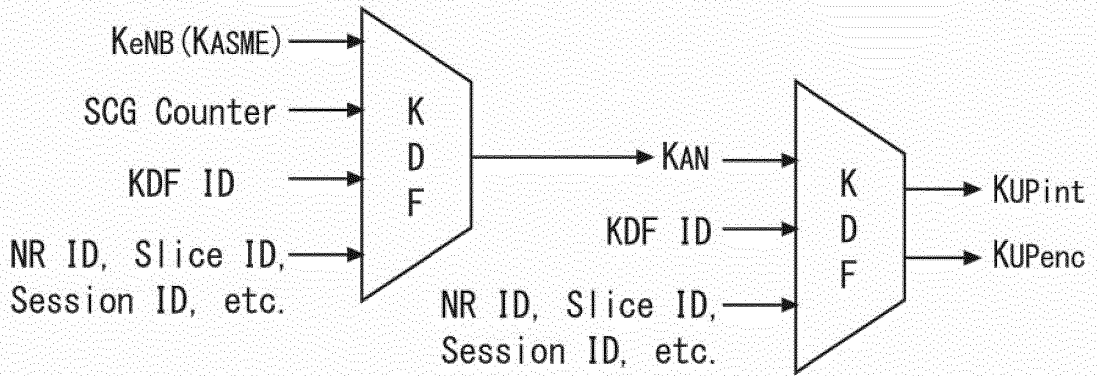 KeNB(KASME)
SCG Counter
KDF ID
NR ID, Slice ID,
Session ID, etc.
K
D
F
KAN
KDF ID
NR ID, Slice ID,
Session ID, etc.
K
D
F
KUPint
KUPenc